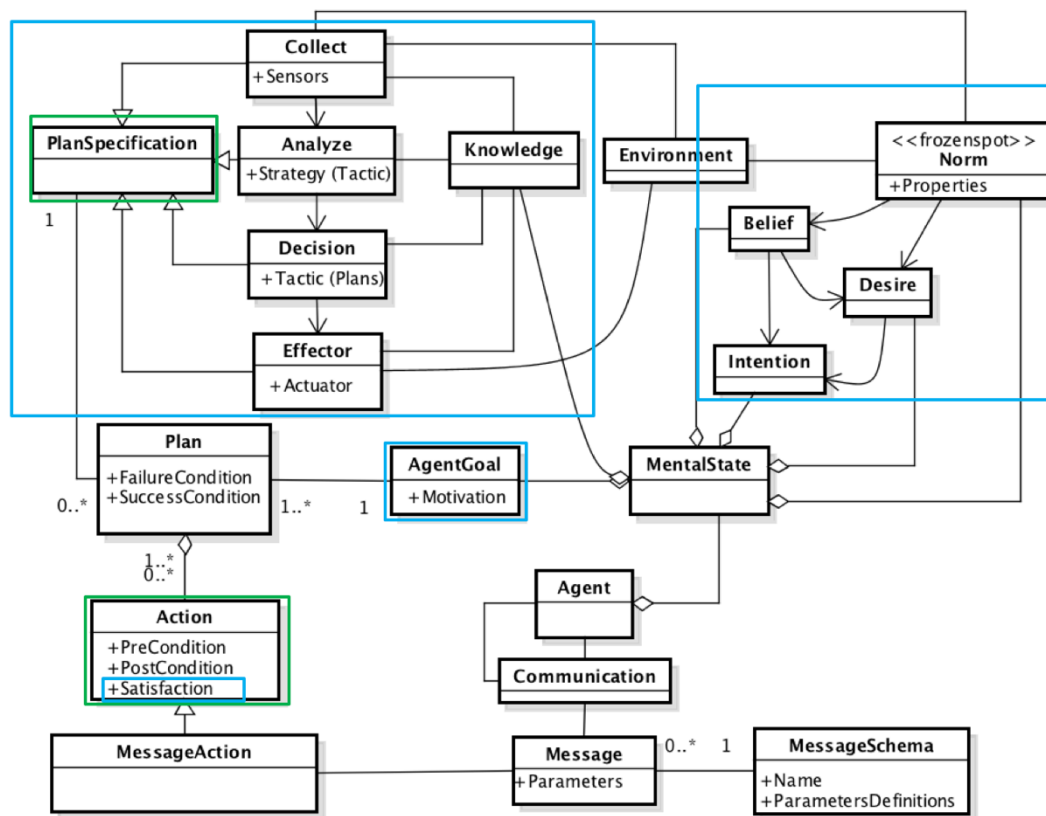 Collect
+Sensors
PlanSpecification
1
Analyze
+Strategy (Tactic)
Knowledge
Environment
<<frozenspot>>
Norm
+Properties
Belief
Decision
+Tactic (Plans)
Desire
Effector
+Actuator
Intention
Plan
+FailureCondition
+SuccessCondition
0..*
1..*
1
AgentGoal
+Motivation
MentalState
1..*
0..*
Action
+PreCondition
+PostCondition
+Satisfaction
Agent
Communication
MessageAction
Message
+Parameters
0..*
1
MessageSchema
+Name
+ParametersDefinitions